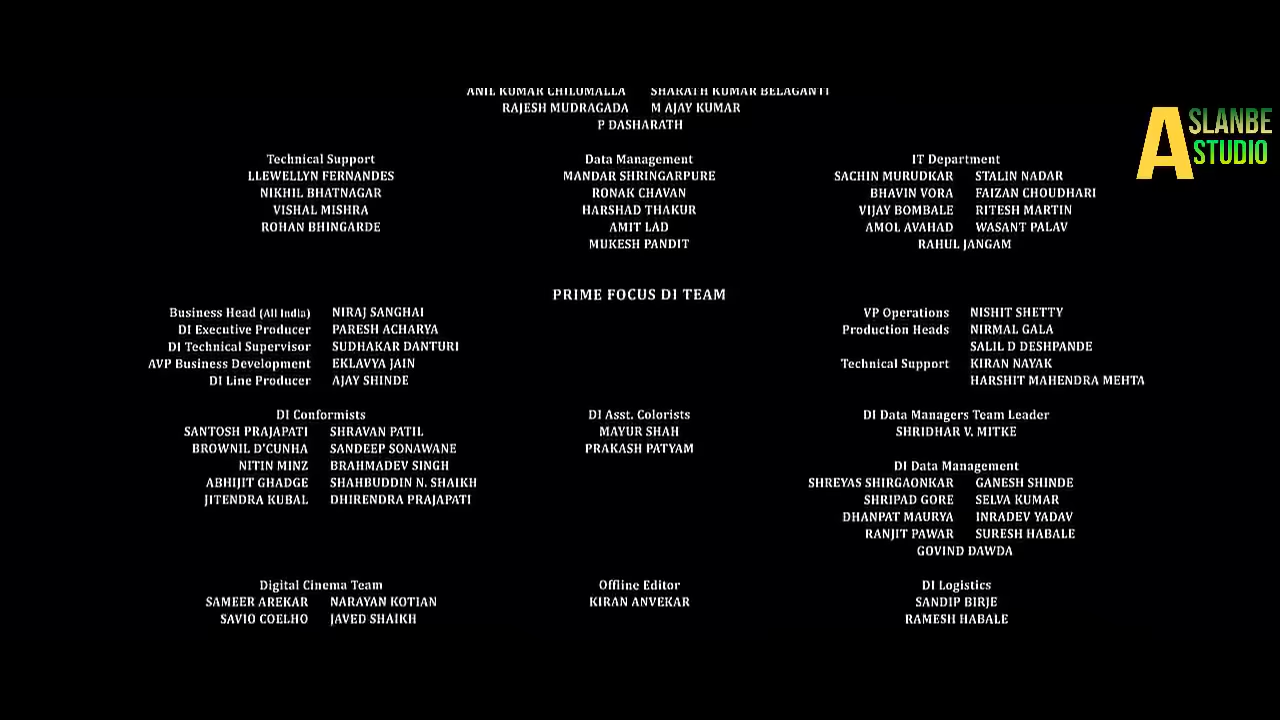 ANIL KUMAR CHILUMALLA SHARATH KUMAR BELAGANTI
RAJESH MUDRAGADA M AJAY KUMAR
P DASHARATH
ASLANBE
STUDIO
Technical Support
LLEWELLYN FERNANDES
NIKHIL BHATNAGAR
VISHAL MISHRA
ROHAN BHINGARDE
Data Management
MANDAR SHRINGARPURE
RONAK CHAVAN
HARSHAD THAKUR
AMIT LAD
MUKESH PANDIT
IT Department
SACHIN MURUDKAR STALIN NADAR
BHAVIN VORA FAIZAN CHOUDHARI
VIJAY BOMBALE RITESH MARTIN
AMOL AVAHAD WASANT PALAV
RAHUL JANGAM
PRIME FOCUS DI TEAM
Business Head (All India) NIRAJ SANGHAI
DI Executive Producer PARESH ACHARYA
DI Technical Supervisor SUDHAKAR DANTURI
AVP Business Development EKLAVYA JAIN
DI Line Producer AJAY SHINDE
VP Operations NISHIT SHETTY
Production Heads NIRMAL GALA
SALIL D DESHPANDE
Technical Support KIRAN NAYAK
HARSHIT MAHENDRA MEHTA
DI Conformists
SANTOSH PRAJAPATI SHRAVAN PATIL
BROWNIL D'CUNHA SANDEEP SONAWANE
NITIN MINZ BRAHMADEV SINGH
ABHIJIT GHADGE SHAHBUDDIN N. SHAIKH
JITENDRA KUBAL DHIRENDRA PRAJAPATI
DI Asst. Colorists
MAYUR SHAH
PRAKASH PATYAM
DI Data Managers Team Leader
SHRIDHAR V. MITKE
DI Data Management
SHREYAS SHIRGAONKAR GANESH SHINDE
SHRIPAD GORE SELVA KUMAR
DHANPAT MAURYA INRADEV YADAV
RANJIT PAWAR SURESH HABALE
GOVIND DAWDA
Digital Cinema Team
SAMEER AREKAR NARAYAN KOTIAN
SAVIO COELHO JAVED SHAIKH
Offline Editor
KIRAN ANVEKAR
DI Logistics
SANDIP BIRJE
RAMESH HABALE